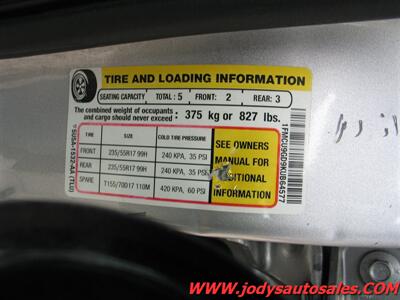 TIRE AND LOADING INFORMATION
SEATING CAPACITY TOTAL: 5 FRONT: 2 REAR: 3
The combined weight of occupants
and cargo should never exceed: 375 kg or 827 lbs.
TIRE SIZE COLD TIRE PRESSURE
FRONT 235/55R17 99H 240 KPA, 35 PSI
REAR 235/55R17 99H 240 KPA, 35 PSI
SPARE T155/70D17 110M 420 KPA, 60 PSI
SEE OWNERS
MANUAL FOR
ADDITIONAL
INFORMATION
1FMCU9GD9KUB64577
www.jodysautosales.com